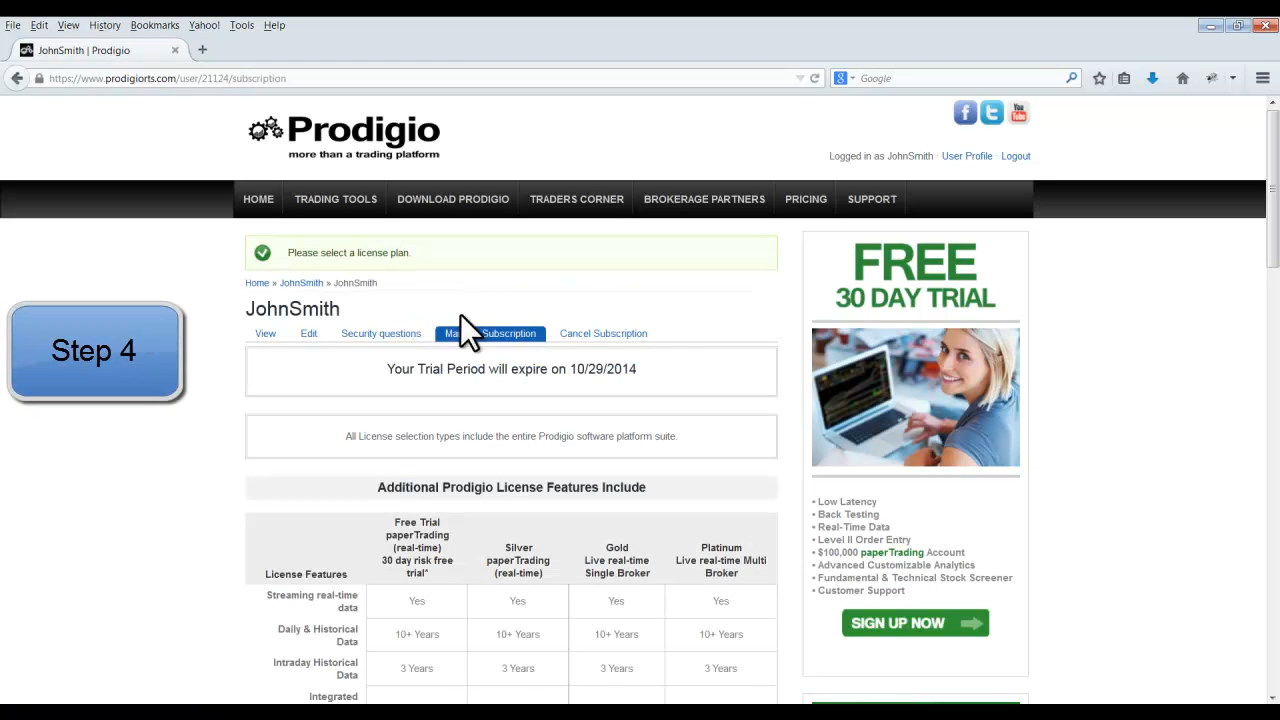 File Edit View History Bookmarks Yahoo! Tools Help
JohnSmith | Prodigio
https://www.prodigiorts.com/user/21124/subscription
Google
Prodigio
more than a trading platform
You
Tube
Logged in as JohnSmith · User Profile · Logout
HOME TRADING TOOLS DOWNLOAD PRODIGIO TRADERS CORNER BROKERAGE PARTNERS PRICING SUPPORT
Please select a license plan.
Home » JohnSmith » JohnSmith
JohnSmith
View Edit Security questions Subscription Cancel Subscription
Step 4
Your Trial Period will expire on 10/29/2014
All License selection types include the entire Prodigio software platform suite.
Additional Prodigio License Features Include
License Features
Free Trial
paperTrading
(real-time)
30 day risk free
trial*
Silver
paperTrading
(real-time)
Gold
Live real-time
Single Broker
Platinum
Live real-time Multi
Broker
Streaming real-time
data
Yes Yes Yes Yes
Daily & Historical
Data
10+ Years 10+ Years 10+ Years 10+ Years
Intraday Historical
Data
3 Years 3 Years 3 Years 3 Years
Integrated
FREE
30 DAY TRIAL
• Low Latency
• Back Testing
• Real-Time Data
• Level II Order Entry
• $100,000 paperTrading Account
• Advanced Customizable Analytics
• Fundamental & Technical Stock Screener
• Customer Support
SIGN UP NOW